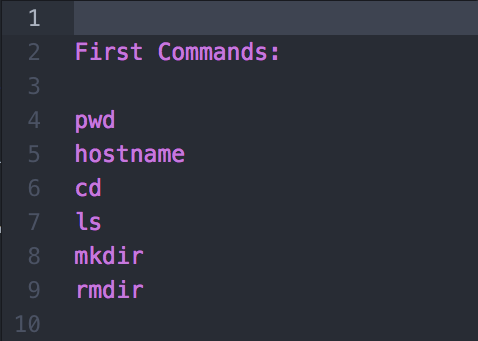 1
2 First Commands:
3
4 pwd
5 hostname
6 cd
7 ls
8 mkdir
9 rmdir
10